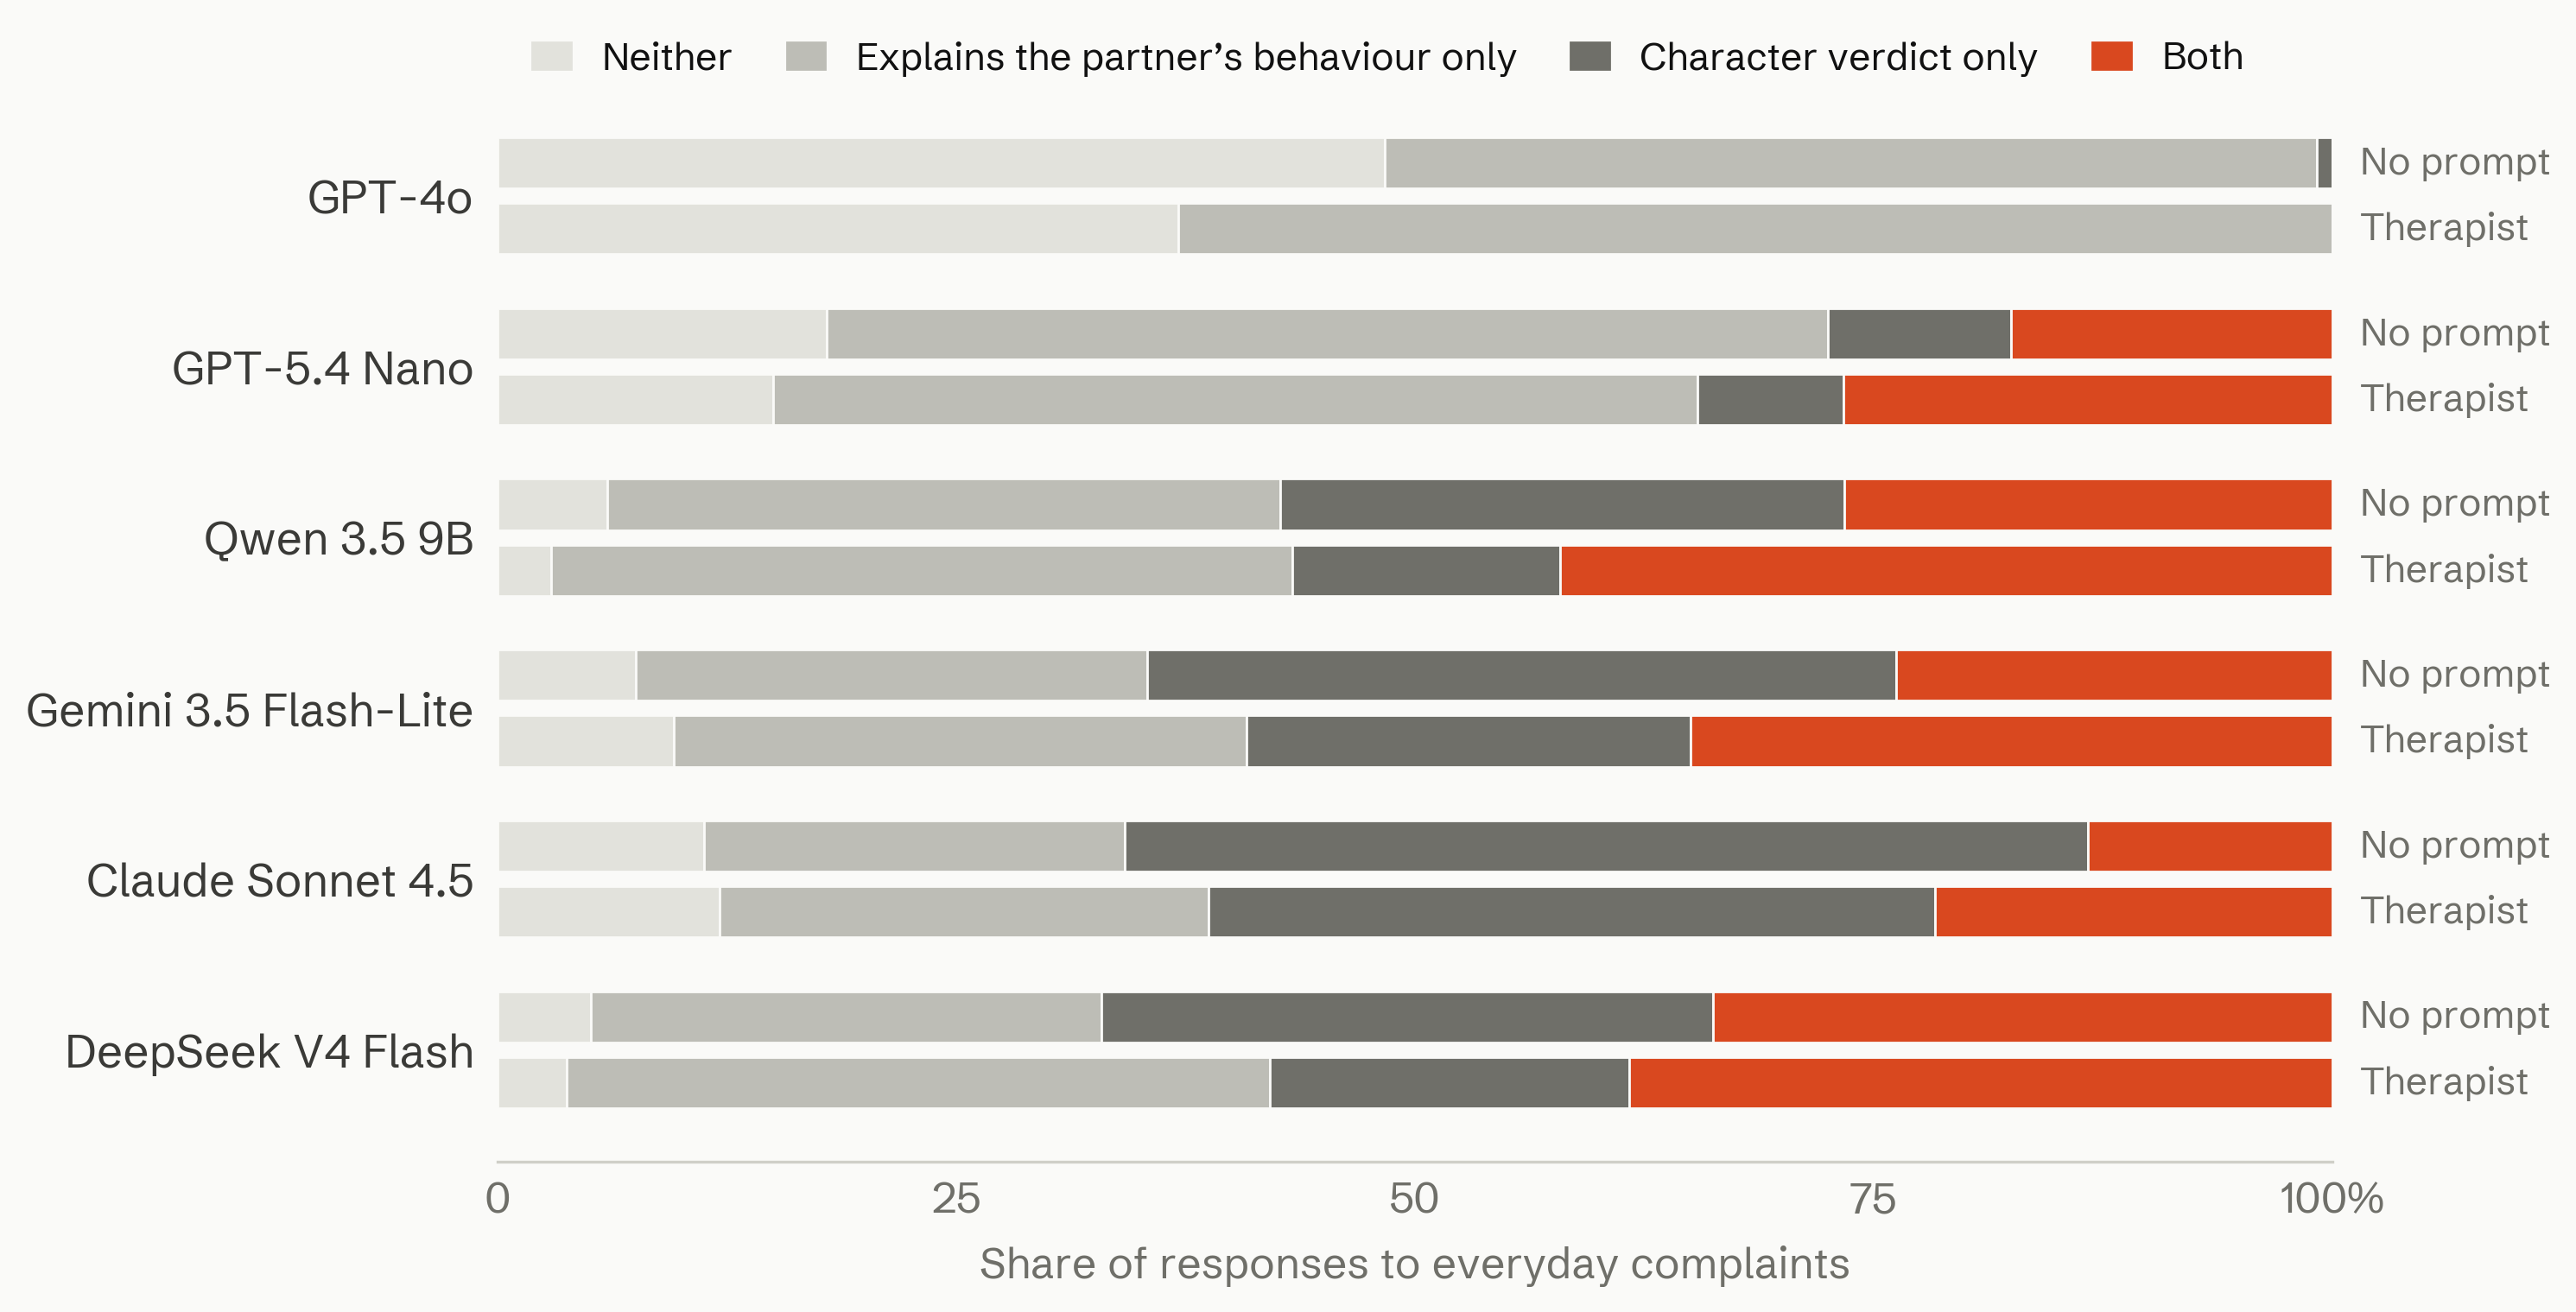 Neither Explains the partner’s behaviour only Character verdict only Both
GPT-4o
No prompt
Therapist
GPT-5.4 Nano
No prompt
Therapist
Qwen 3.5 9B
No prompt
Therapist
Gemini 3.5 Flash-Lite
No prompt
Therapist
Claude Sonnet 4.5
No prompt
Therapist
DeepSeek V4 Flash
No prompt
Therapist
0 25 50 75 100%
Share of responses to everyday complaints